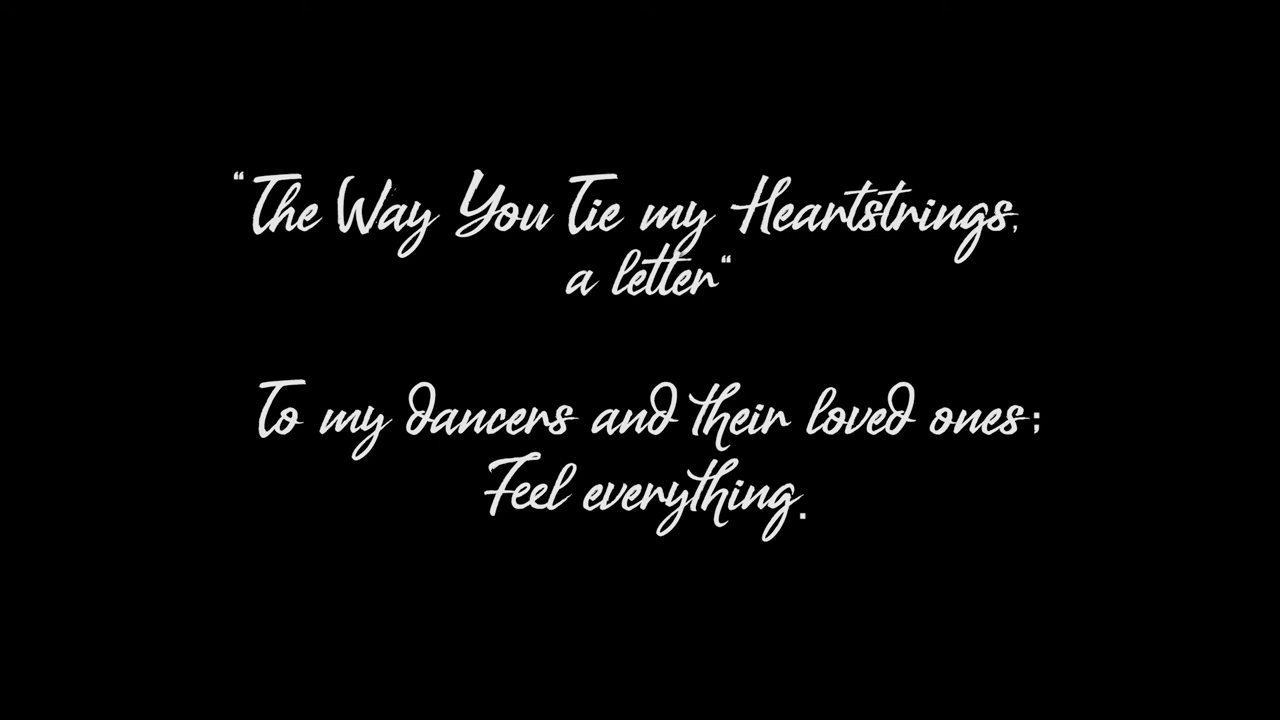 “The Way You Tie my Heartstrings,
a letter“
To my dancers and their loved ones;
Feel everything.